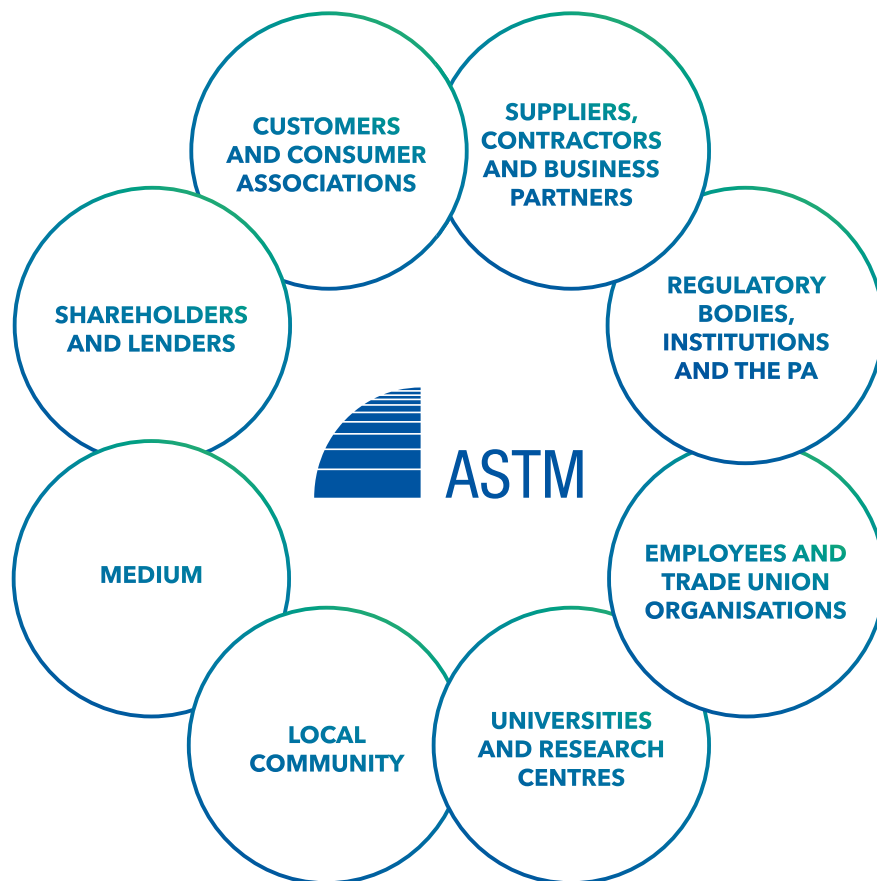 CUSTOMERS
AND CONSUMER
ASSOCIATIONS
SUPPLIERS,
CONTRACTORS
AND BUSINESS
PARTNERS
SHAREHOLDERS
AND LENDERS
REGULATORY
BODIES,
INSTITUTIONS
AND THE PA
ASTM
MEDIUM
EMPLOYEES AND
TRADE UNION
ORGANISATIONS
LOCAL
COMMUNITY
UNIVERSITIES
AND RESEARCH
CENTRES